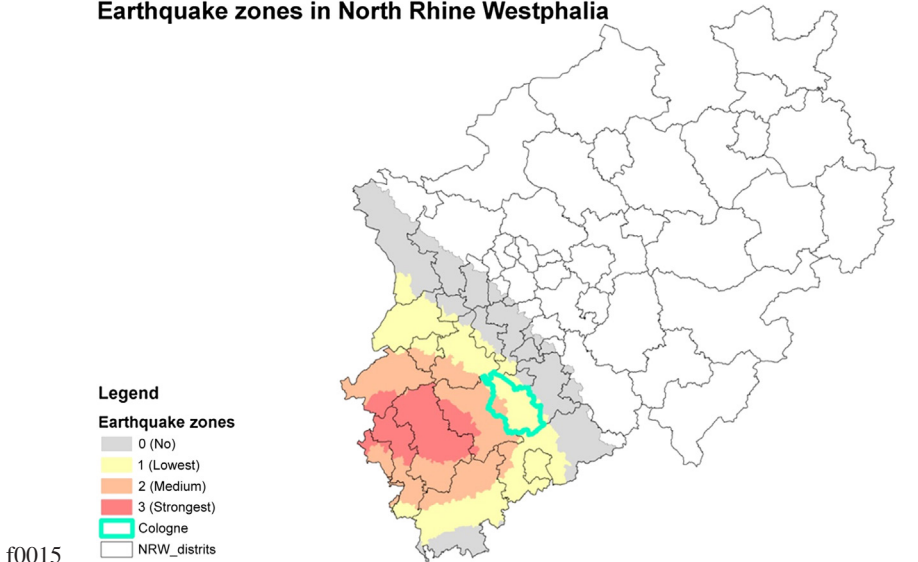 Earthquake zones in North Rhine Westphalia
Legend
Earthquake zones
0 (No)
1 (Lowest)
2 (Medium)
3 (Strongest)
Cologne
NRW_distrits
f0015